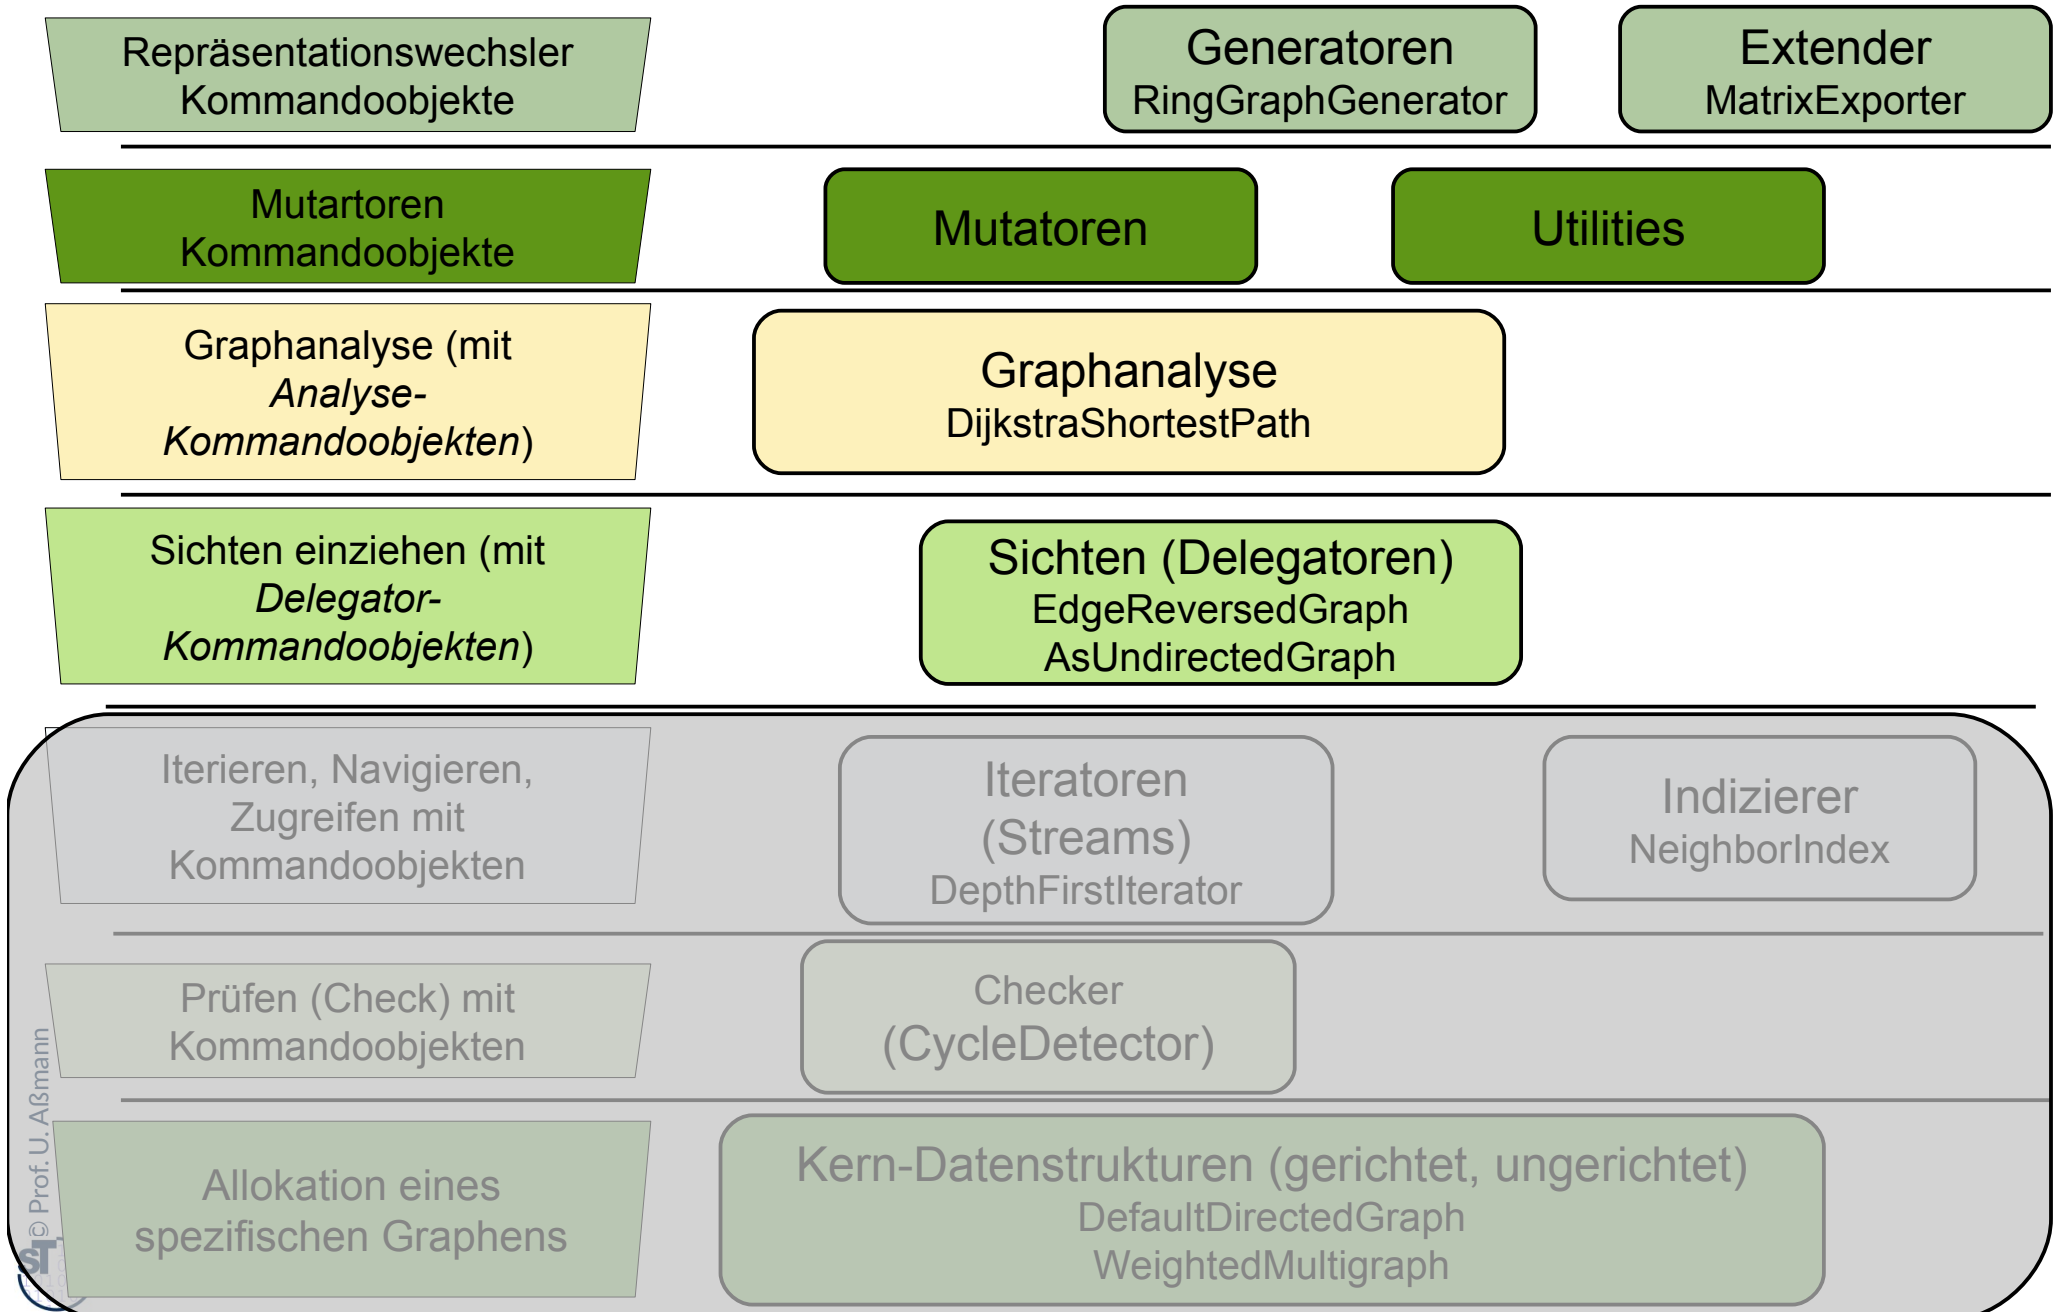 Repräsentationswechsler
Kommandoobjekte
Generatoren
RingGraphGenerator
Extender
MatrixExporter
Mutartoren
Kommandoobjekte
Mutatoren
Utilities
Graphanalyse (mit
Analyse-
Kommandoobjekten)
Graphanalyse
DijkstraShortestPath
Sichten einziehen (mit
Delegator-
Kommandoobjekten)
Sichten (Delegatoren)
EdgeReversedGraph
AsUndirectedGraph
Iterieren, Navigieren,
Zugreifen mit
Kommandoobjekten
Iteratoren
(Streams)
DepthFirstIterator
Indizierer
NeighborIndex
Prüfen (Check) mit
Kommandoobjekten
Checker
(CycleDetector)
Allokation eines
spezifischen Graphens
Kern-Datenstrukturen (gerichtet, ungerichtet)
DefaultDirectedGraph
WeightedMultigraph
© Prof. U. Aßmann
ST